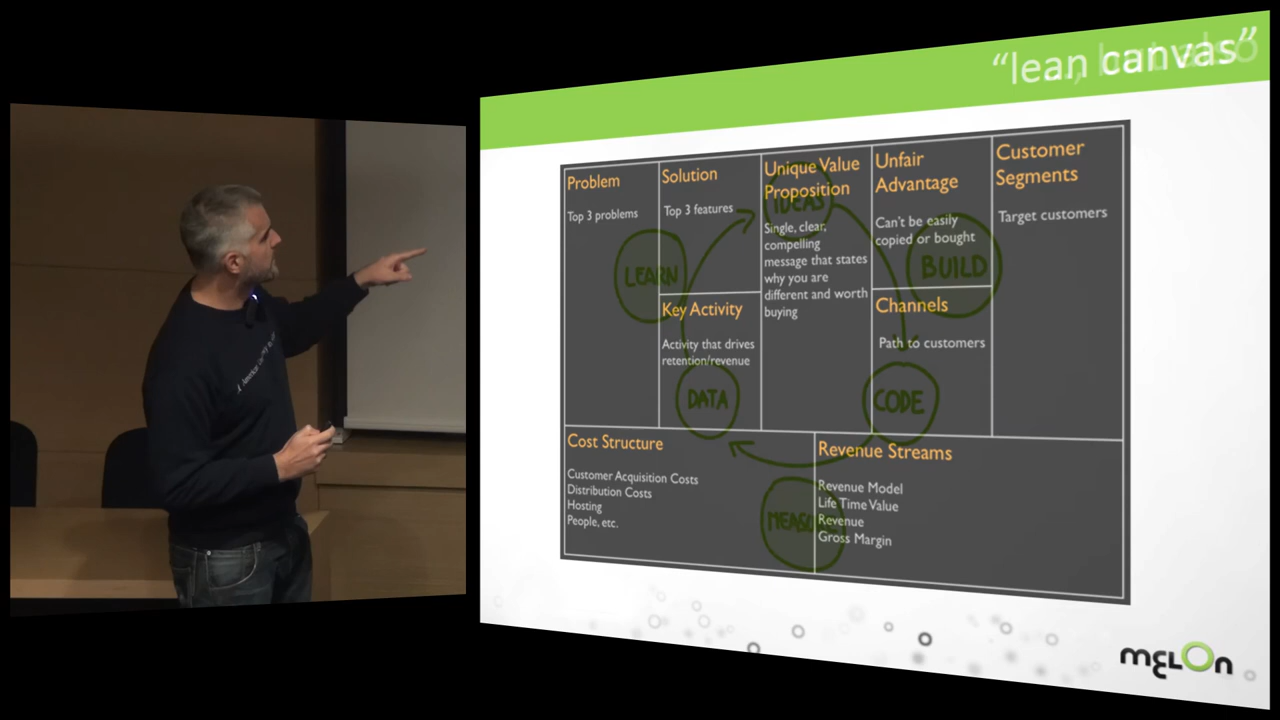 “lean canvas”
, but also
Problem
Top 3 problems
Solution
Top 3 features
Key Activity
Activity that drives
retention/revenue
Unique Value
Proposition
Single, clear,
compelling
message that states
why you are
different and worth
buying
Unfair
Advantage
Can't be easily
copied or bought
Channels
Path to customers
Customer
Segments
Target customers
Cost Structure
Customer Acquisition Costs
Distribution Costs
Hosting
People, etc.
Revenue Streams
Revenue Model
Life Time Value
Revenue
Gross Margin
IDEAS
LEARN
BUILD
DATA
CODE
MEASURE
melon